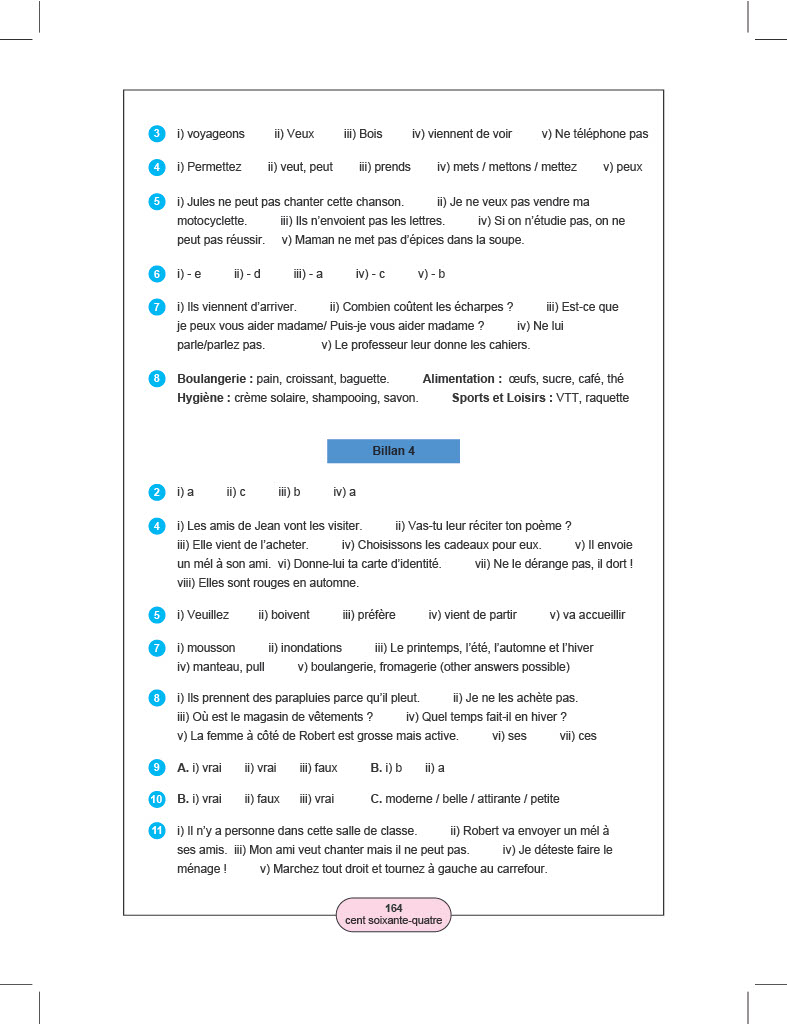 3 i) voyageons ii) Veux iii) Bois iv) viennent de voir v) Ne téléphone pas
4 i) Permettez ii) veut, peut iii) prends iv) mets / mettons / mettez v) peux
5 i) Jules ne peut pas chanter cette chanson. ii) Je ne veux pas vendre ma
motocyclette. iii) Ils n’envoient pas les lettres. iv) Si on n’étudie pas, on ne
peut pas réussir. v) Maman ne met pas d’épices dans la soupe.
6 i) - e ii) - d iii) - a iv) - c v) - b
7 i) Ils viennent d’arriver. ii) Combien coûtent les écharpes ? iii) Est-ce que
je peux vous aider madame/ Puis-je vous aider madame ? iv) Ne lui
parle/parlez pas. v) Le professeur leur donne les cahiers.
8 Boulangerie : pain, croissant, baguette. Alimentation : œufs, sucre, café, thé
Hygiène : crème solaire, shampooing, savon. Sports et Loisirs : VTT, raquette
Billan 4
2 i) a ii) c iii) b iv) a
4 i) Les amis de Jean vont les visiter. ii) Vas-tu leur réciter ton poème ?
iii) Elle vient de l’acheter. iv) Choisissons les cadeaux pour eux. v) Il envoie
un mél à son ami. vi) Donne-lui ta carte d’identité. vii) Ne le dérange pas, il dort !
viii) Elles sont rouges en automne.
5 i) Veuillez ii) boivent iii) préfère iv) vient de partir v) va accueillir
7 i) mousson ii) inondations iii) Le printemps, l’été, l’automne et l’hiver
iv) manteau, pull v) boulangerie, fromagerie (other answers possible)
8 i) Ils prennent des parapluies parce qu’il pleut. ii) Je ne les achète pas.
iii) Où est le magasin de vêtements ? iv) Quel temps fait-il en hiver ?
v) La femme à côté de Robert est grosse mais active. vi) ses vii) ces
9 A. i) vrai ii) vrai iii) faux B. i) b ii) a
10 B. i) vrai ii) faux iii) vrai C. moderne / belle / attirante / petite
11 i) Il n’y a personne dans cette salle de classe. ii) Robert va envoyer un mél à
ses amis. iii) Mon ami veut chanter mais il ne peut pas. iv) Je déteste faire le
ménage ! v) Marchez tout droit et tournez à gauche au carrefour.
164
cent soixante-quatre